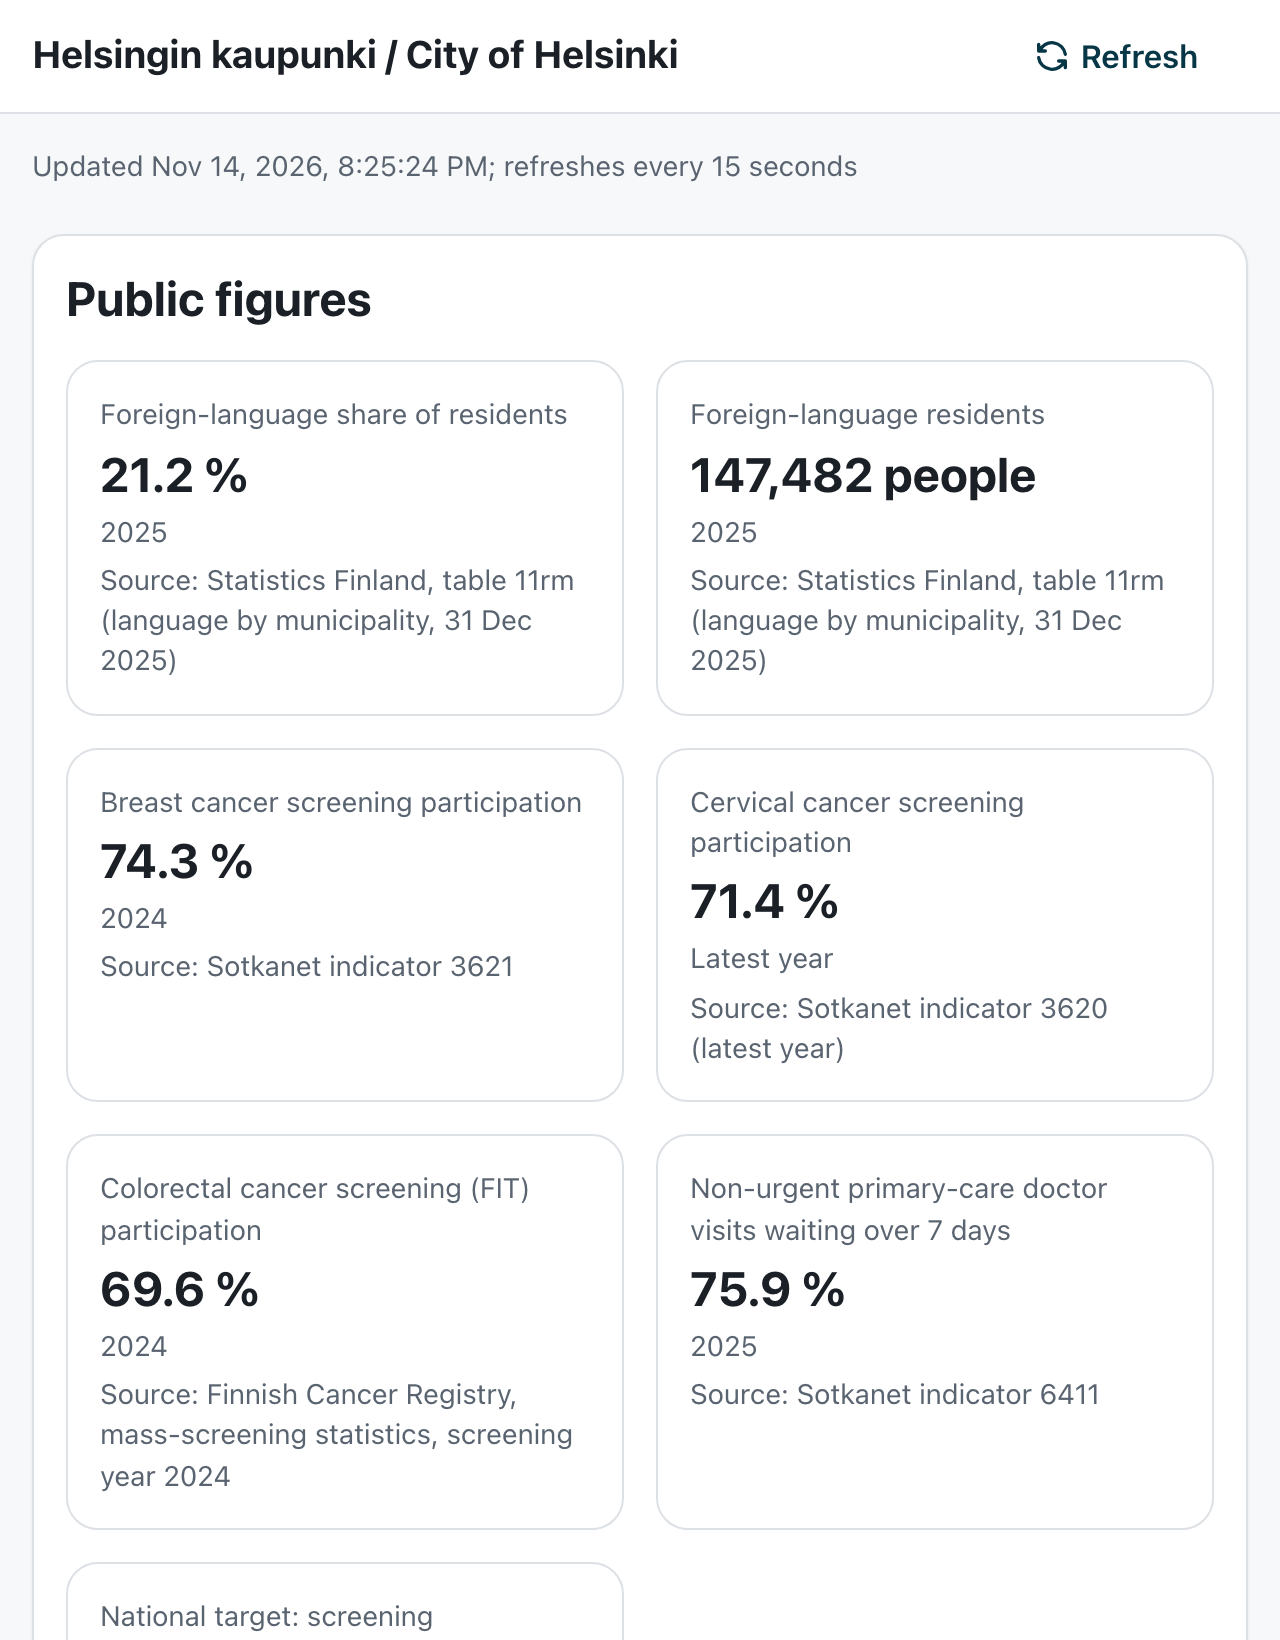 Helsingin kaupunki / City of Helsinki
Refresh
Updated Nov 14, 2026, 8:25:24 PM; refreshes every 15 seconds
Public figures
Foreign-language share of residents
21.2 %
2025
Source: Statistics Finland, table 11rm
(language by municipality, 31 Dec
2025)
Foreign-language residents
147,482 people
2025
Source: Statistics Finland, table 11rm
(language by municipality, 31 Dec
2025)
Breast cancer screening participation
74.3 %
2024
Source: Sotkanet indicator 3621
Cervical cancer screening
participation
71.4 %
Latest year
Source: Sotkanet indicator 3620
(latest year)
Colorectal cancer screening (FIT)
participation
69.6 %
2024
Source: Finnish Cancer Registry,
mass-screening statistics, screening
year 2024
Non-urgent primary-care doctor
visits waiting over 7 days
75.9 %
2025
Source: Sotkanet indicator 6411
National target: screening